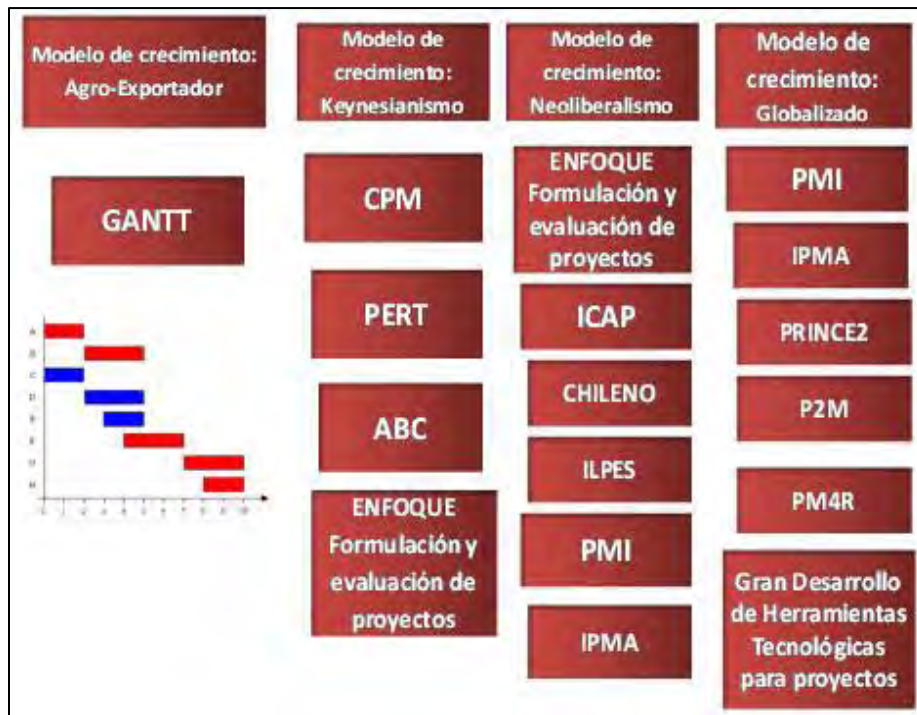 Modelo de crecimiento:
Agro-Exportador
GANTT
A
B
C
D
Modelo de
crecimiento:
Keynesianismo
CPM
PERT
ABC
ENFOQUE
Formulación y
evaluación de
proyectos
Modelo de
crecimiento:
Neoliberalismo
ENFOQUE
Formulación y
evaluación de
proyectos
ICAP
CHILENO
ILPES
PMI
IPMA
Modelo de
crecimiento:
Globalizado
PMI
IPMA
PRINCE2
P2M
PM4R
Gran Desarrollo
de Herramientas
Tecnológicas
para proyectos